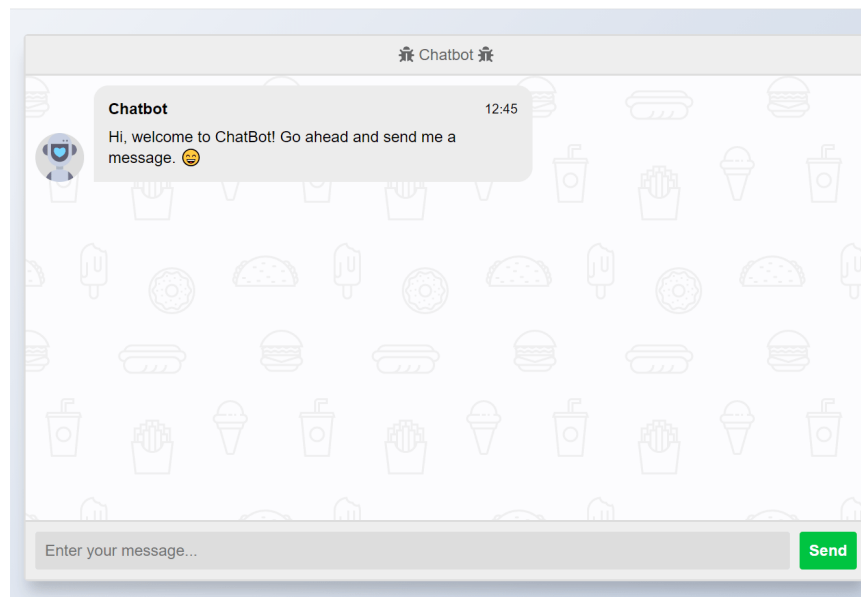 Chatbot
Chatbot 12:45
Hi, welcome to ChatBot! Go ahead and send me a
message. 😄
Enter your message...
Send